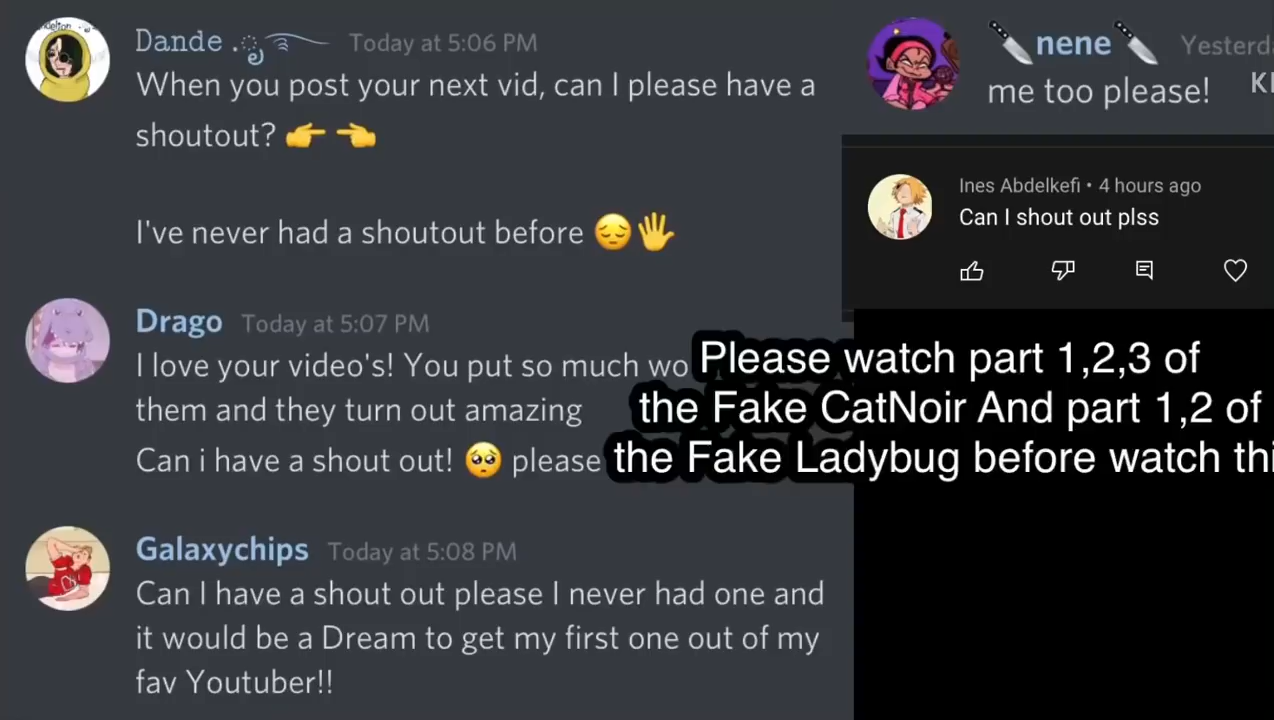 Dande Today at 5:06 PM
When you post your next vid, can I please have a
shoutout? 👉 👈
I've never had a shoutout before 😔🖐
Drago Today at 5:07 PM
I love your video's! You put so much
them and they turn out amazing
Can i have a shout out! 🥺 please
Galaxychips Today at 5:08 PM
Can I have a shout out please I never had one and
it would be a Dream to get my first one out of my
fav Youtuber!!
🔪nene🔪
me too please!
Ines Abdelkefi • 4 hours ago
Can I shout out plss
Please watch part 1,2,3 of
the Fake CatNoir And part 1,2 of
the Fake Ladybug before watch